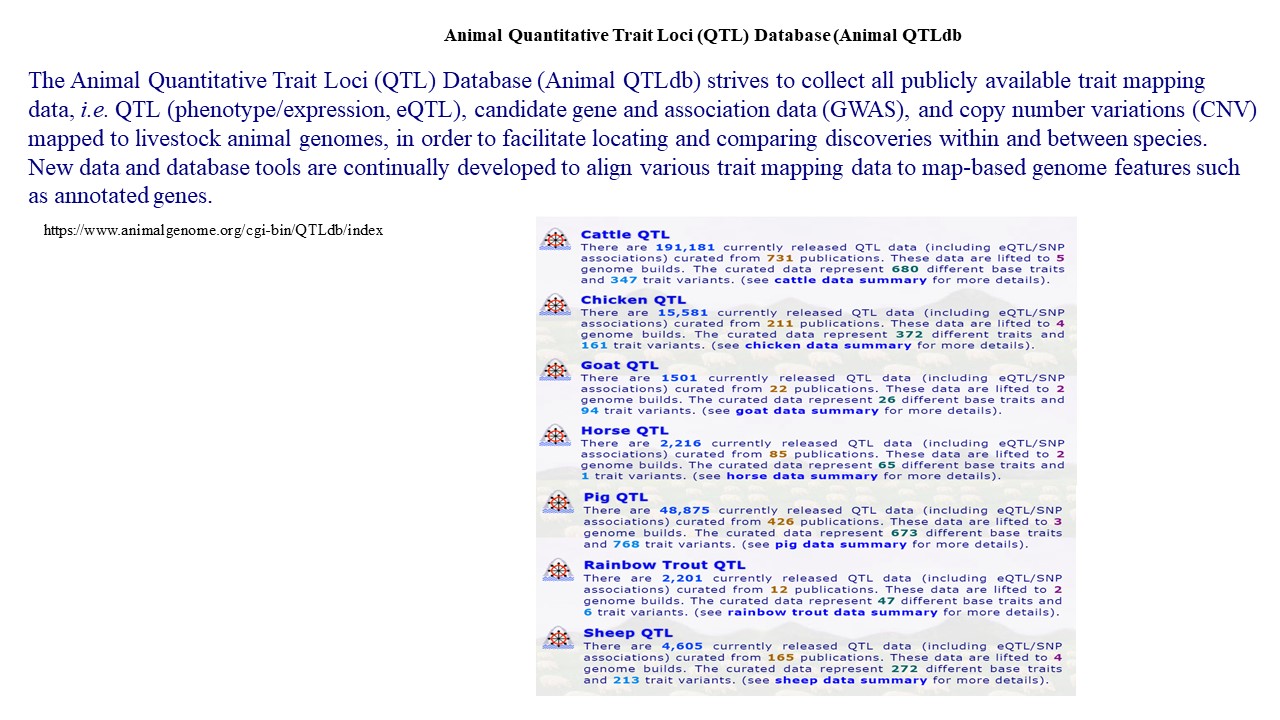 Animal Quantitative Trait Loci (QTL) Database (Animal QTLdb
The Animal Quantitative Trait Loci (QTL) Database (Animal QTLdb) strives to collect all publicly available trait mapping
data, i.e. QTL (phenotype/expression, eQTL), candidate gene and association data (GWAS), and copy number variations (CNV)
mapped to livestock animal genomes, in order to facilitate locating and comparing discoveries within and between species.
New data and database tools are continually developed to align various trait mapping data to map-based genome features such
as annotated genes.
https://www.animalgenome.org/cgi-bin/QTLdb/index
Cattle QTL
There are 191,181 currently released QTL data (including eQTL/SNP
associations) curated from 731 publications. These data are lifted to 5
genome builds. The curated data represent 680 different base traits
and 347 trait variants. (see cattle data summary for more details).
Chicken QTL
There are 15,581 currently released QTL data (including eQTL/SNP
associations) curated from 211 publications. These data are lifted to 4
genome builds. The curated data represent 372 different traits and
161 trait variants. (see chicken data summary for more details).
Goat QTL
There are 1501 currently released QTL data (including eQTL/SNP
associations) curated from 22 publications. These data are lifted to 2
genome builds. The curated data represent 26 different base traits and
94 trait variants. (see goat data summary for more details).
Horse QTL
There are 2,216 currently released QTL data (including eQTL/SNP
associations) curated from 85 publications. These data are lifted to 2
genome builds. The curated data represent 65 different base traits and
1 trait variants. (see horse data summary for more details).
Pig QTL
There are 48,875 currently released QTL data (including eQTL/SNP
associations) curated from 426 publications. These data are lifted to 3
genome builds. The curated data represent 673 different base traits
and 768 trait variants. (see pig data summary for more details).
Rainbow Trout QTL
There are 2,201 currently released QTL data (including eQTL/SNP
associations) curated from 12 publications. These data are lifted to 2
genome builds. The curated data represent 47 different base traits and
6 trait variants. (see rainbow trout data summary for more details).
Sheep QTL
There are 4,605 currently released QTL data (including eQTL/SNP
associations) curated from 165 publications. These data are lifted to 4
genome builds. The curated data represent 272 different base traits
and 213 trait variants. (see sheep data summary for more details).